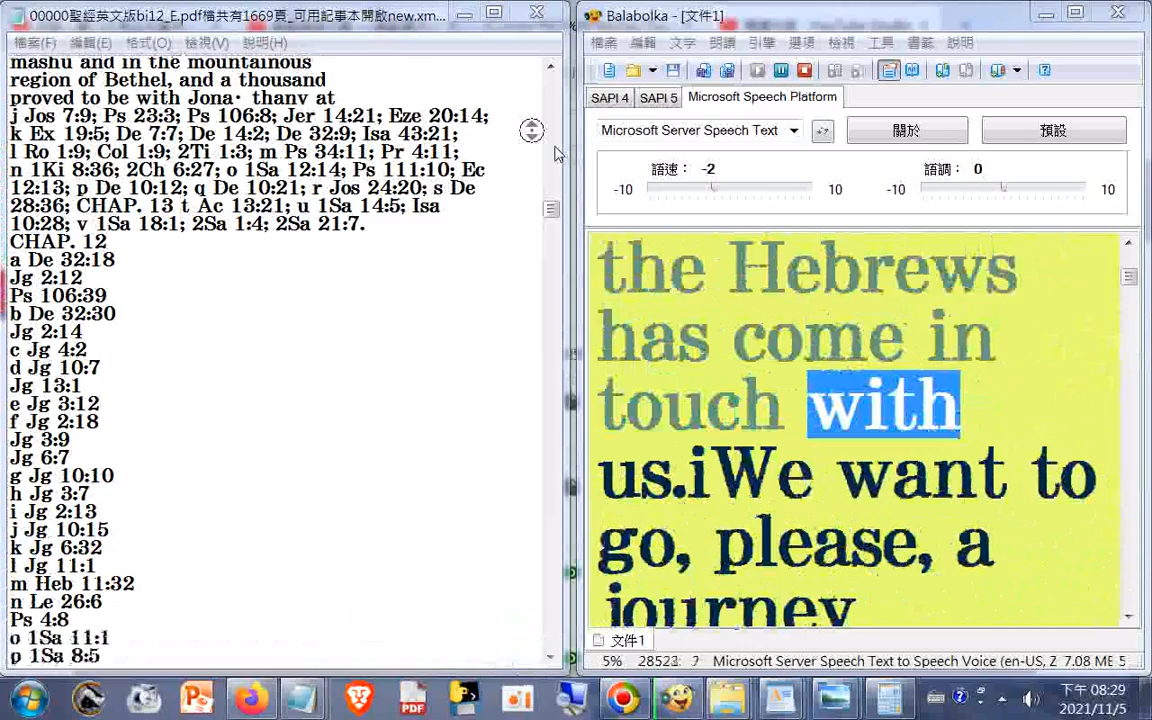 00000聖經英文版bi12_E.pdf檔共有1669頁_可用記事本開啟new.xm...
檔案(F) 編輯(E) 格式(O) 檢視(V) 說明(H)
mashu and in the mountainous
region of Bethel, and a thousand
proved to be with Jona· thanv at
j Jos 7:9; Ps 23:3; Ps 106:8; Jer 14:21; Eze 20:14;
k Ex 19:5; De 7:7; De 14:2; De 32:9; Isa 43:21;
l Ro 1:9; Col 1:9; 2Ti 1:3; m Ps 34:11; Pr 4:11;
n 1Ki 8:36; 2Ch 6:27; o 1Sa 12:14; Ps 111:10; Ec
12:13; p De 10:12; q De 10:21; r Jos 24:20; s De
28:36; CHAP. 13 t Ac 13:21; u 1Sa 14:5; Isa
10:28; v 1Sa 18:1; 2Sa 1:4; 2Sa 21:7.
CHAP. 12
a De 32:18
Jg 2:12
Ps 106:39
b De 32:30
Jg 2:14
c Jg 4:2
d Jg 10:7
Jg 13:1
e Jg 3:12
f Jg 2:18
Jg 3:9
Jg 6:7
g Jg 10:10
h Jg 3:7
i Jg 2:13
j Jg 10:15
k Jg 6:32
l Jg 11:1
m Heb 11:32
n Le 26:6
Ps 4:8
o 1Sa 11:1
p 1Sa 8:5
Balabolka - [文件1]
檔案 編輯 文字 朗讀 引擎 選項 檢視 工具 書籤 說明
SAPI 4 SAPI 5 Microsoft Speech Platform
Microsoft Server Speech Text 關於 預設
語速： -2 語調： 0
-10 10 -10 10
the Hebrews
has come in
touch with
us.iWe want to
go, please, a
journey
文件1
5% 28523 ? Microsoft Server Speech Text to Speech Voice (en-US, Z 7.08 ME 5
PDF
下午 08:29
2021/11/5